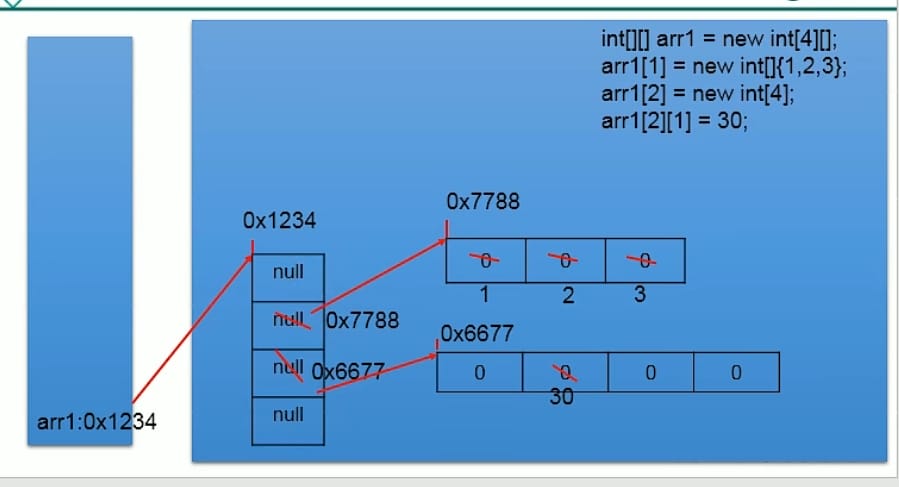 int[][] arr1 = new int[4][];
arr1[1] = new int[]{1,2,3};
arr1[2] = new int[4];
arr1[2][1] = 30;
0x7788
0x1234
null
0 0 0
1 2 3
null 0x7788
0x6677
null 0x6677
0 0 0 0
30
null
arr1:0x1234